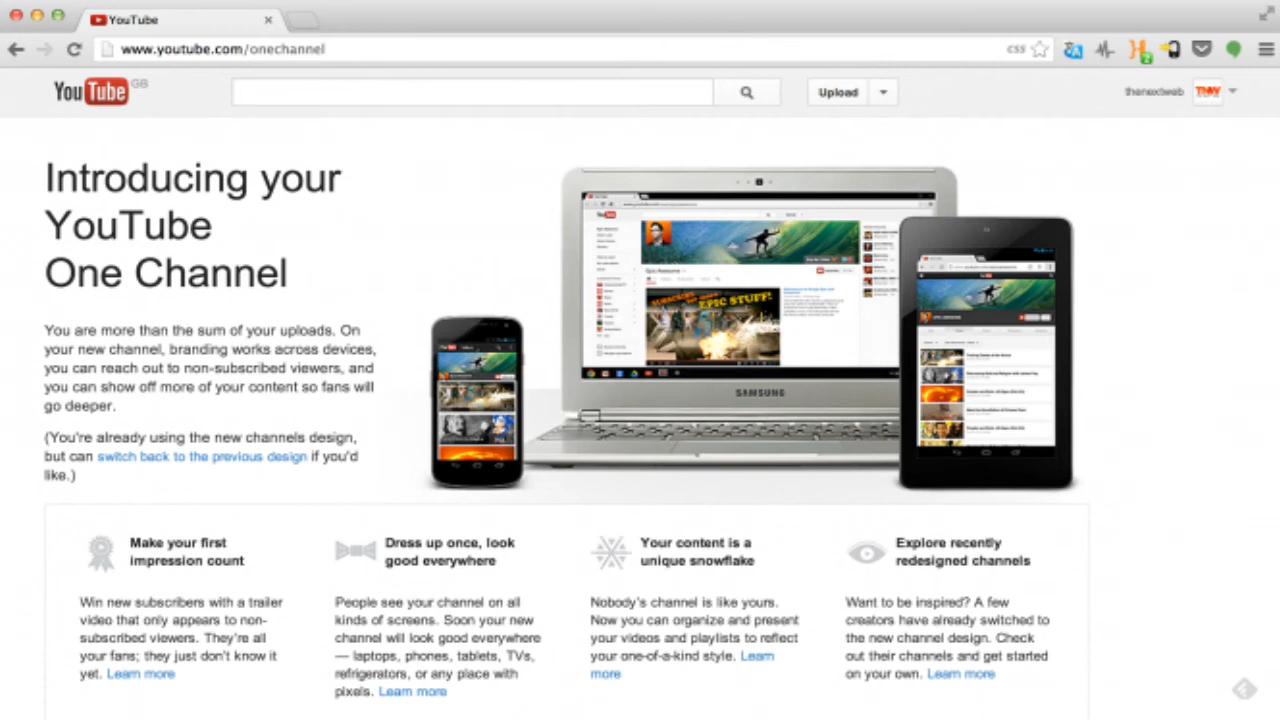 YouTube
www.youtube.com/onechannel
css
2
YouTube GB
Upload
thenextweb
TNW
Introducing your
YouTube
One Channel
You are more than the sum of your uploads. On
your new channel, branding works across devices,
you can reach out to non-subscribed viewers, and
you can show off more of your content so fans will
go deeper.
(You're already using the new channels design,
but can switch back to the previous design if you'd
like.)
EPIC STUFF!
SAMSUNG
Make your first
impression count
Win new subscribers with a trailer
video that only appears to non-
subscribed viewers. They're all
your fans; they just don't know it
yet. Learn more
Dress up once, look
good everywhere
People see your channel on all
kinds of screens. Soon your new
channel will look good everywhere
— laptops, phones, tablets, TVs,
refrigerators, or any place with
pixels. Learn more
Your content is a
unique snowflake
Nobody's channel is like yours.
Now you can organize and present
your videos and playlists to reflect
your one-of-a-kind style. Learn
more
Explore recently
redesigned channels
Want to be inspired? A few
creators have already switched to
the new channel design. Check
out their channels and get started
on your own. Learn more